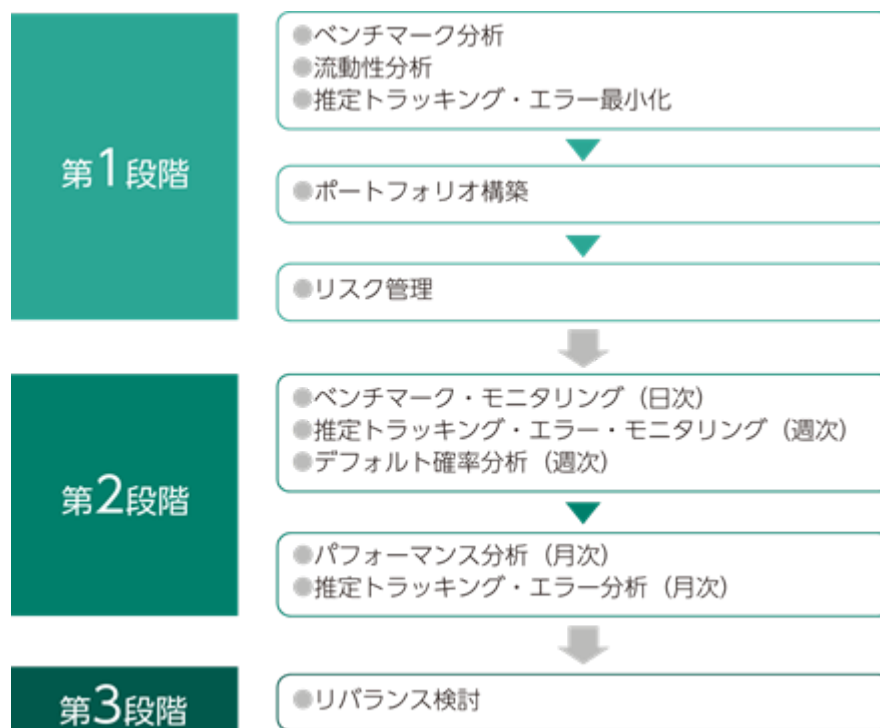 第1段階
●ベンチマーク分析
●流動性分析
●推定トラッキング・エラー最小化
●ポートフォリオ構築
●リスク管理
第2段階
●ベンチマーク・モニタリング（日次）
●推定トラッキング・エラー・モニタリング（週次）
●デフォルト確率分析（週次）
●パフォーマンス分析（月次）
●推定トラッキング・エラー分析（月次）
第3段階
●リバランス検討